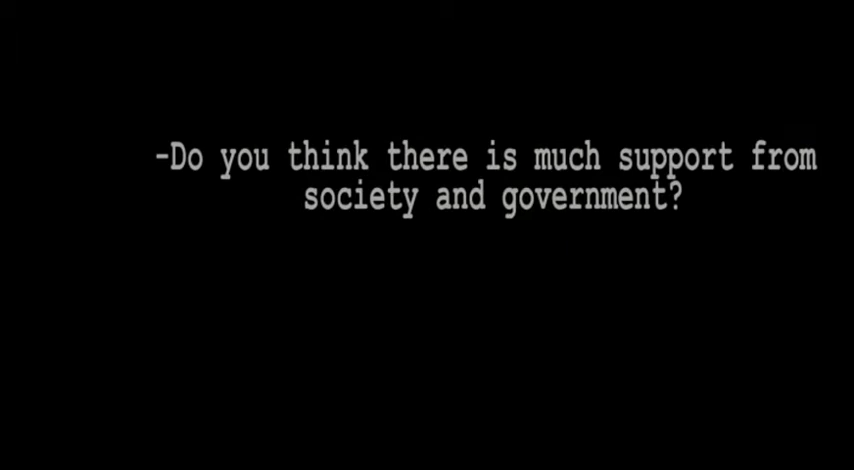 -Do you think there is much support from
society and government?